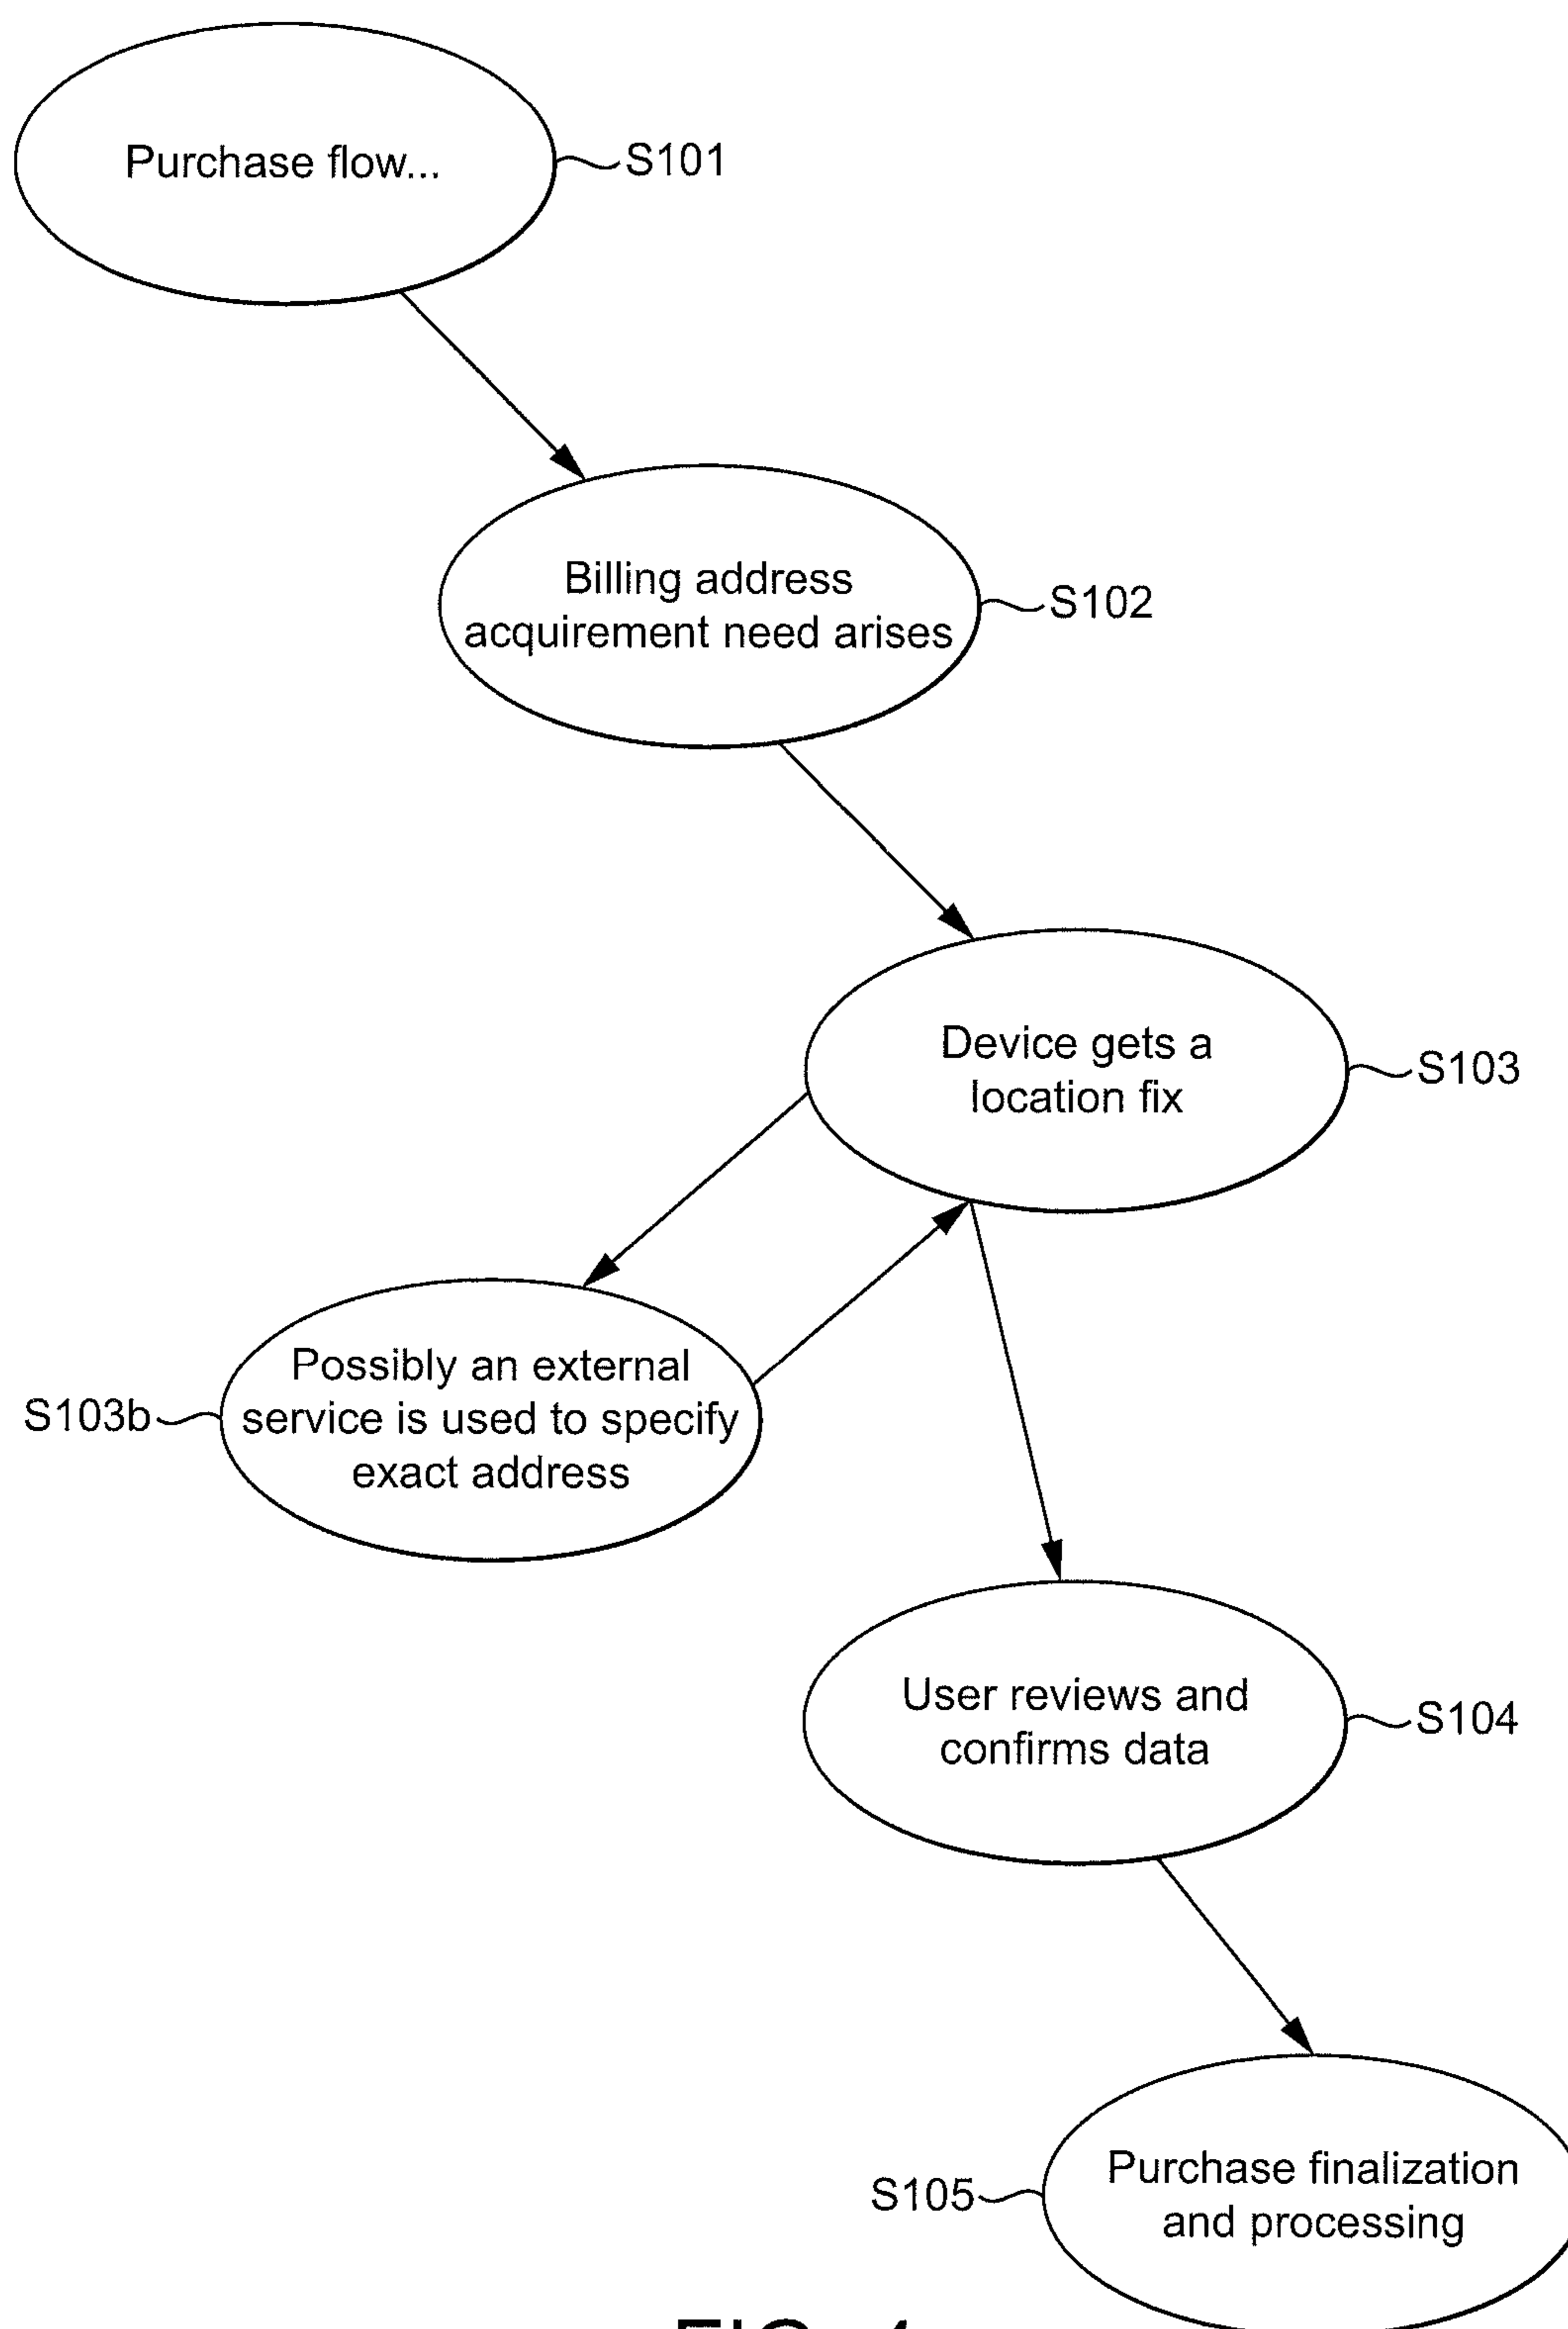 Purchase flow...
S101
Billing address
acquirement need arises
S102
Device gets a
location fix
S103
Possibly an external
service is used to specify
exact address
S103b
User reviews and
confirms data
S104
Purchase finalization
and processing
S105